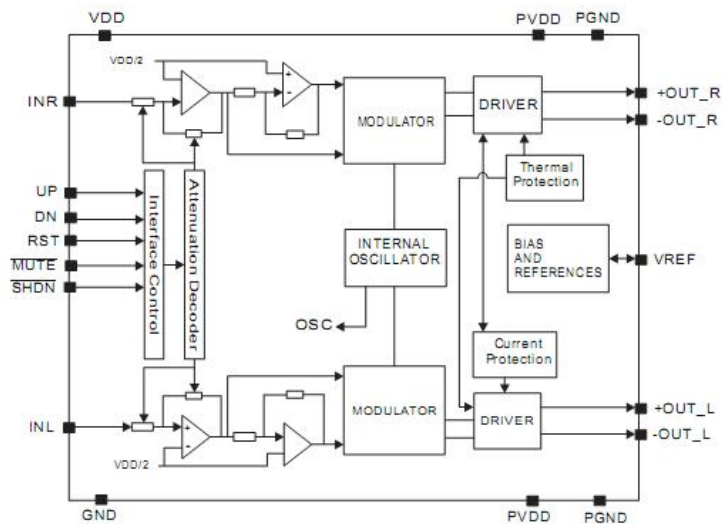 VDD
PVDD
PGND
VDD/2
INR
+
-
MODULATOR
DRIVER
+OUT_R
-OUT_R
Thermal
Protection
UP
DN
RST
MUTE
SHDN
Interface Control
Attenuation Decoder
INTERNAL
OSCILLATOR
BIAS
AND
REFERENCES
VREF
OSC
Current
Protection
INL
+
-
MODULATOR
DRIVER
+OUT_L
-OUT_L
VDD/2
GND
PVDD
PGND